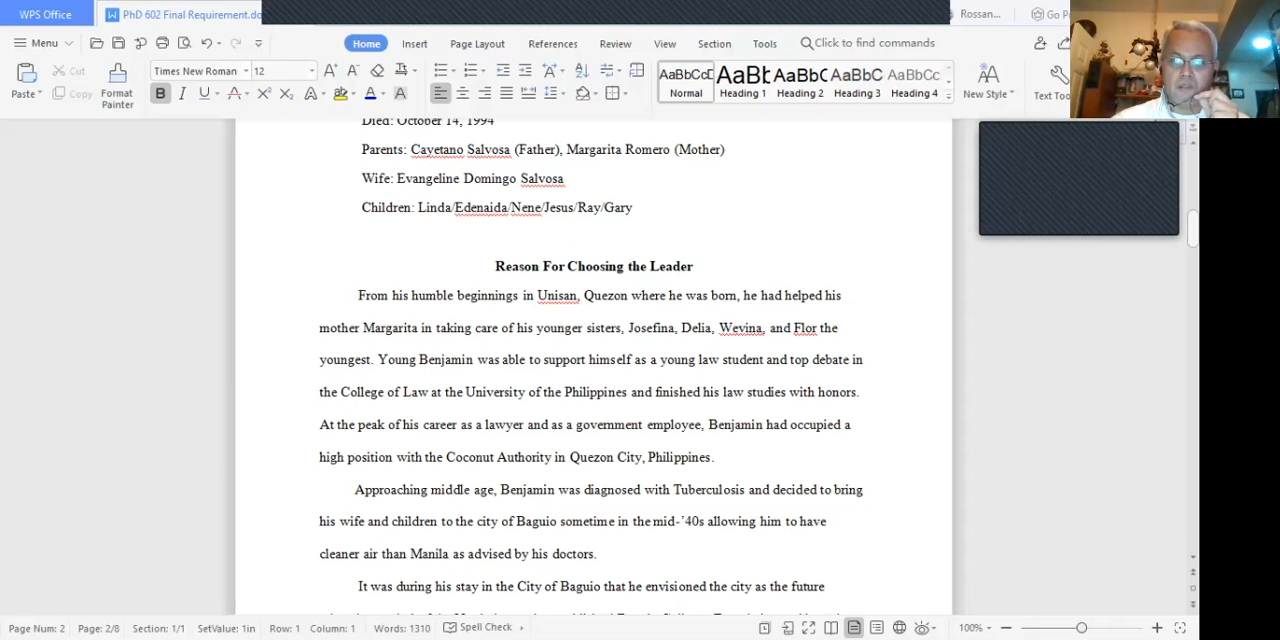 WPS Office
PhD 602 Final Requirement.do
Rossan...
Go P
Menu
Home
Insert
Page Layout
References
Review
View
Section
Tools
Click to find commands
Paste
Cut
Copy
Format
Painter
Times New Roman
12
AaBbCcD
Normal
AaBb
Heading 1
AaBbC
Heading 2
AaBbC
Heading 3
AaBbC
Heading 4
New Style
Text Too
Died: October 14, 1994
Parents: Cayetano Salvosa (Father), Margarita Romero (Mother)
Wife: Evangeline Domingo Salvosa
Children: Linda/Edenaida/Nene/Jesus/Ray/Gary
Reason For Choosing the Leader
From his humble beginnings in Unisan, Quezon where he was born, he had helped his
mother Margarita in taking care of his younger sisters, Josefina, Delia, Wevina, and Flor the
youngest. Young Benjamin was able to support himself as a young law student and top debate in
the College of Law at the University of the Philippines and finished his law studies with honors.
At the peak of his career as a lawyer and as a government employee, Benjamin had occupied a
high position with the Coconut Authority in Quezon City, Philippines.
Approaching middle age, Benjamin was diagnosed with Tuberculosis and decided to bring
his wife and children to the city of Baguio sometime in the mid-’40s allowing him to have
cleaner air than Manila as advised by his doctors.
It was during his stay in the City of Baguio that he envisioned the city as the future
Page Num: 2
Page: 2/8
Section: 1/1
SetValue: 1in
Row: 1
Column: 1
Words: 1310
Spell Check
100%